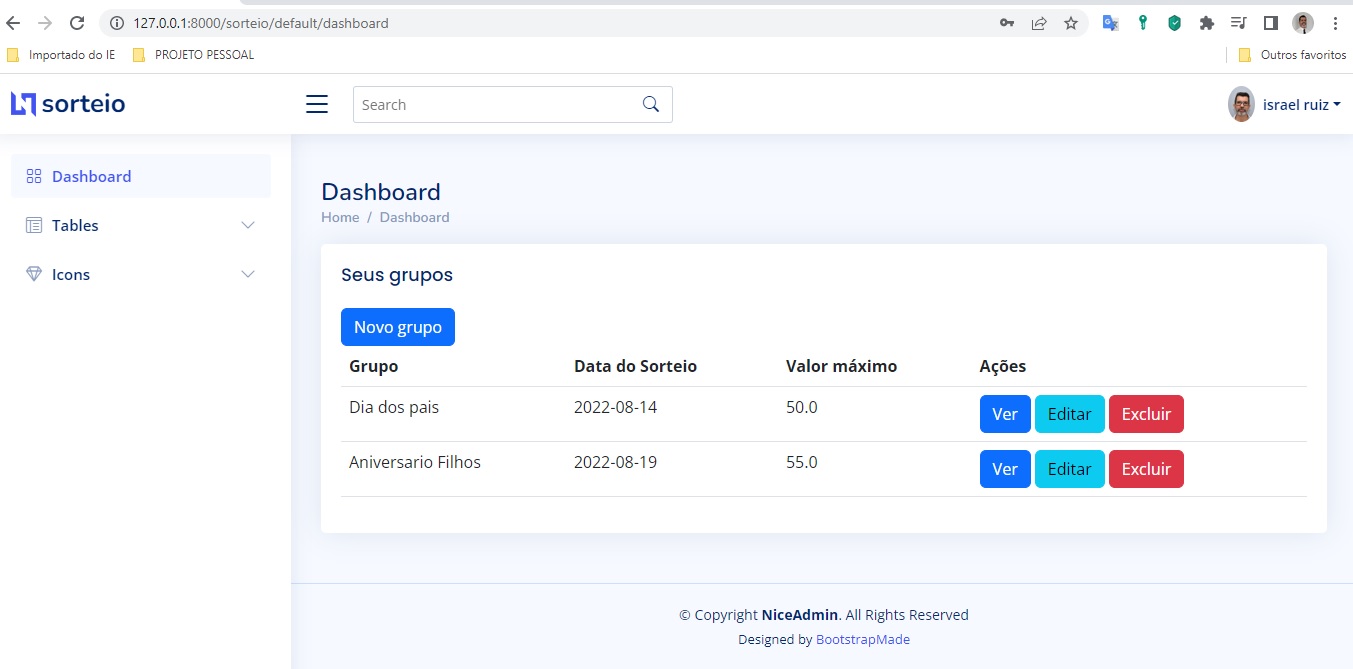 127.0.0.1:8000/sorteio/default/dashboard
Importado do IE PROJETO PESSOAL Outros favoritos
sorteio Search israel ruiz
Dashboard
Tables
Icons
Dashboard
Home / Dashboard
Seus grupos
Novo grupo
Grupo Data do Sorteio Valor máximo Ações
Dia dos pais 2022-08-14 50.0 Ver Editar Excluir
Aniversario Filhos 2022-08-19 55.0 Ver Editar Excluir
© Copyright NiceAdmin. All Rights Reserved
Designed by BootstrapMade